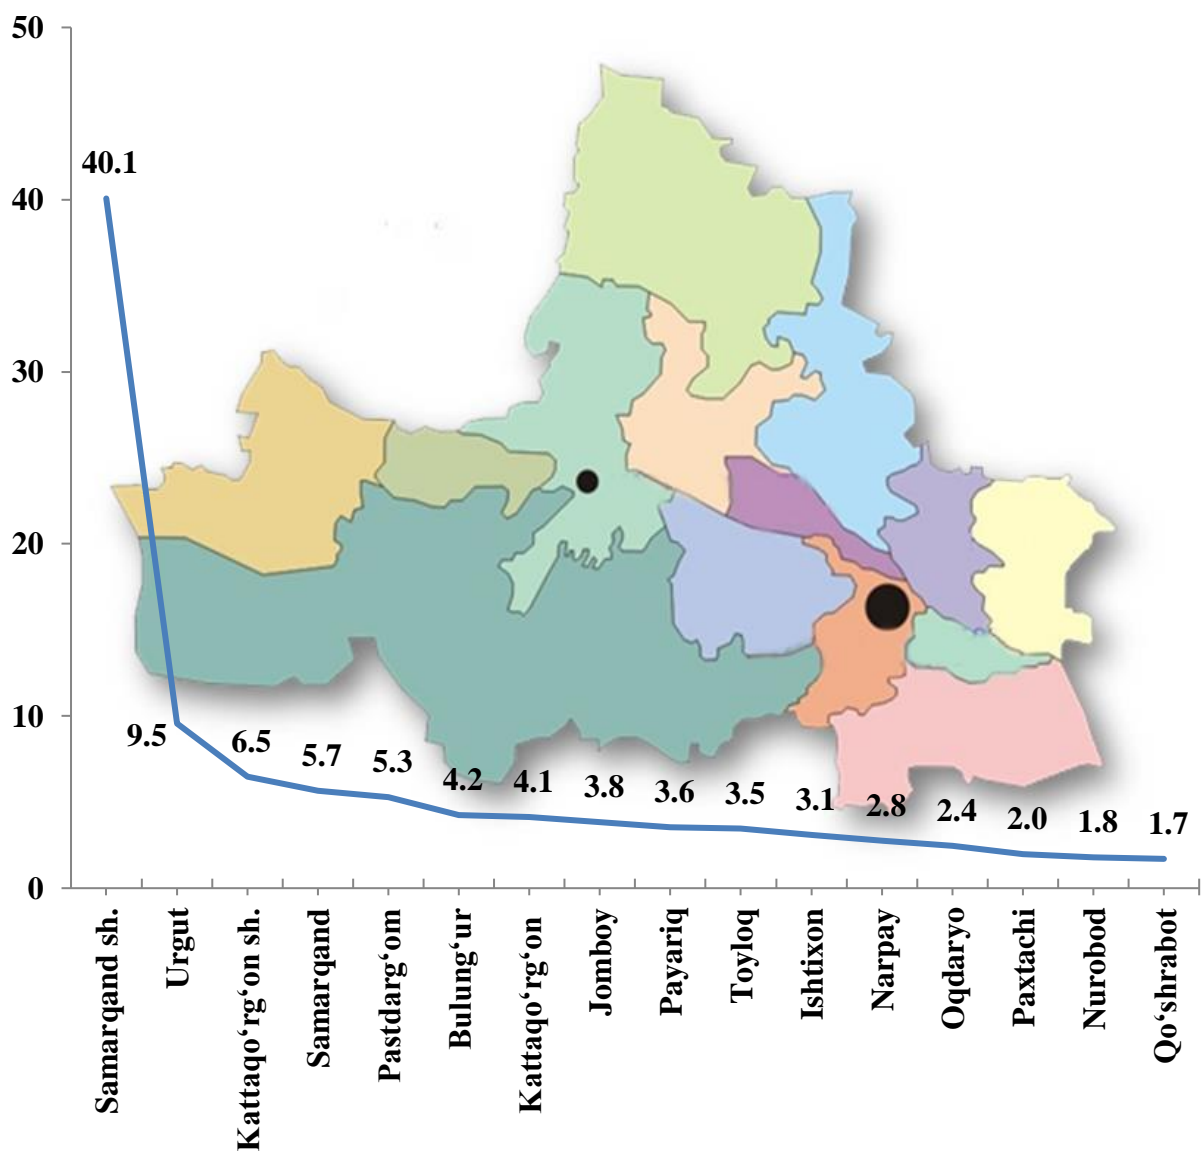 50
40
30
20
10
0
40.1
9.5
6.5
5.7
5.3
4.2
4.1
3.8
3.6
3.5
3.1
2.8
2.4
2.0
1.8
1.7
Samarqand sh.
Urgut
Kattaqo‘rg‘on sh.
Samarqand
Pastdarg‘om
Bulung‘ur
Kattaqo‘rg‘on
Jomboy
Payariq
Toyloq
Ishtixon
Narpay
Oqdaryo
Paxtachi
Nurobod
Qo‘shrabot